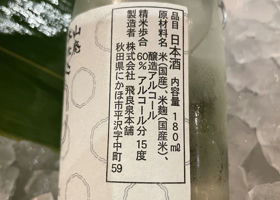 品目 日本酒 内容量 180ml
原材料名 米(国産)、米麹(国産)、
醸造アルコール
精米歩合 60% アルコール分 15度
製造者 株式会社 飛良泉本舗
秋田県にかほ市平沢字中町59
山廃